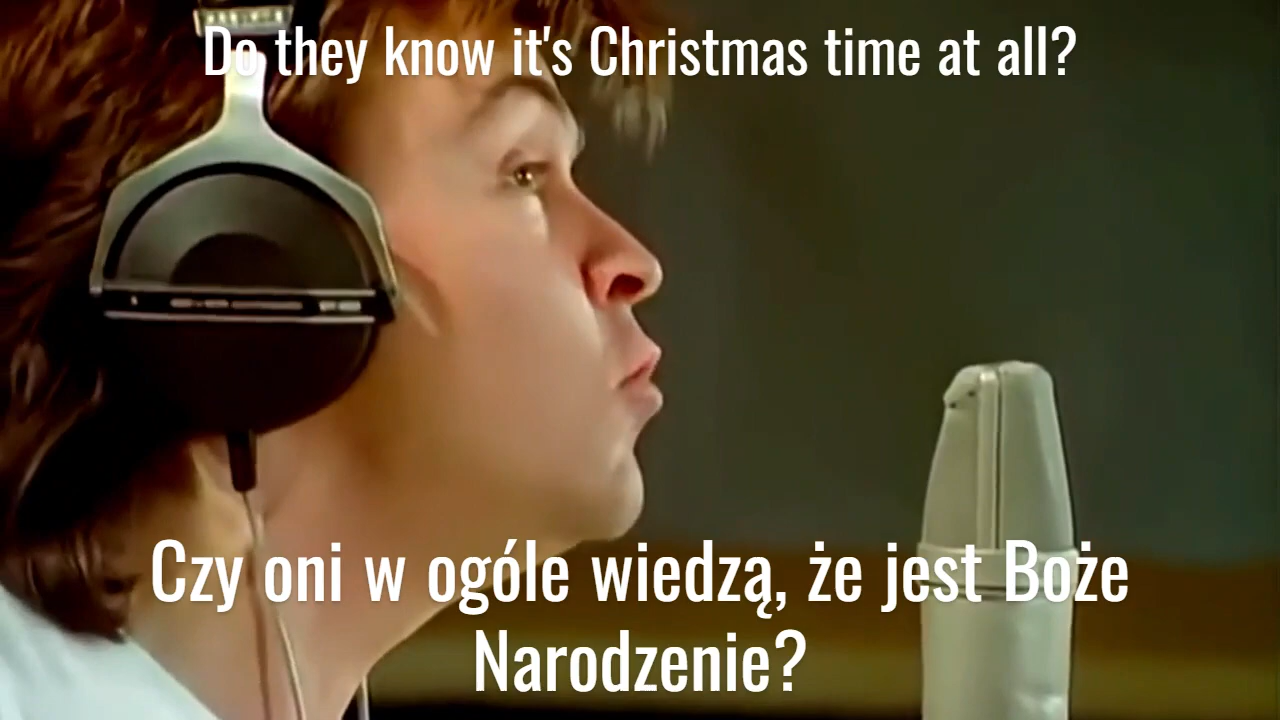 Do they know it's Christmas time at all?
Czy oni w ogóle wiedzą, że jest Boże
Narodzenie?